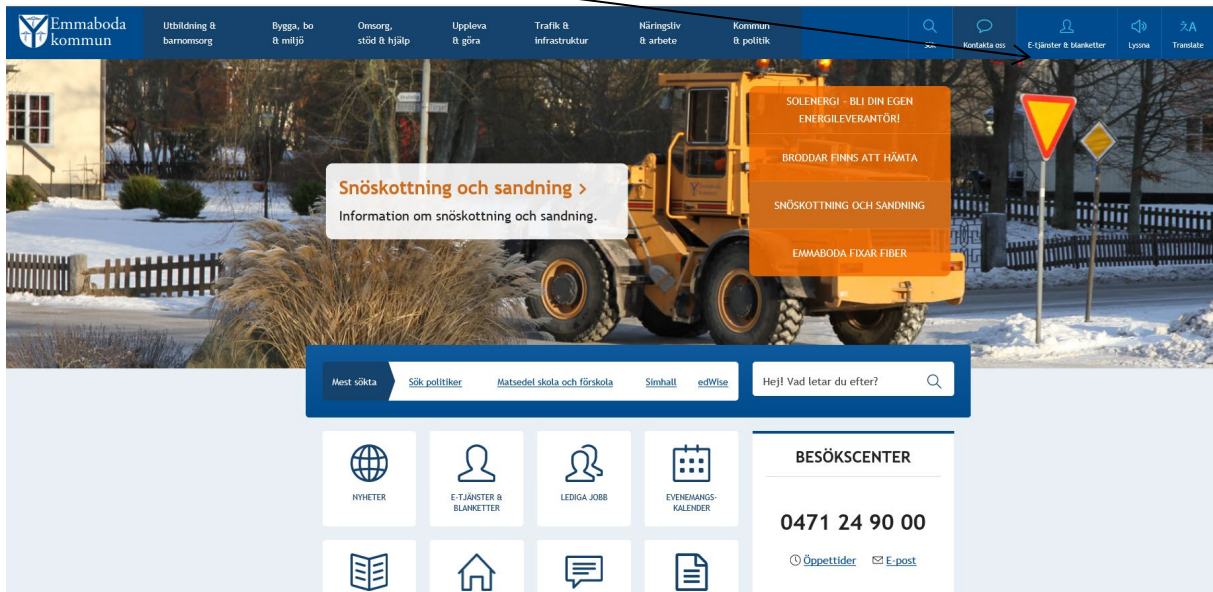 Emmaboda
kommun
Utbildning &
barnomsorg
Bygga, bo
& miljö
Omsorg,
stöd & hjälp
Uppleva
& göra
Trafik &
infrastruktur
Näringsliv
& arbete
Kommun
& politik
Sök
Kontakta oss
E-tjänster & blanketter
Lyssna
Translate
SOLENERGI - BLI DIN EGEN
ENERGILEVERANTÖR!
BRODDAR FINNS ATT HÄMTA
SNÖSKOTTNING OCH SANDNING
EMMABODA FIXAR FIBER
Snöskottning och sandning >
Information om snöskottning och sandning.
Mest sökta
Sök politiker
Matsedel skola och förskola
Simhall
edWise
Hej! Vad letar du efter?
NYHETER
E-TJÄNSTER &
BLANKETTER
LEDIGA JOBB
EVENEMANGS-
KALENDER
BESÖKSCENTER
0471 24 90 00
Öppettider
E-post